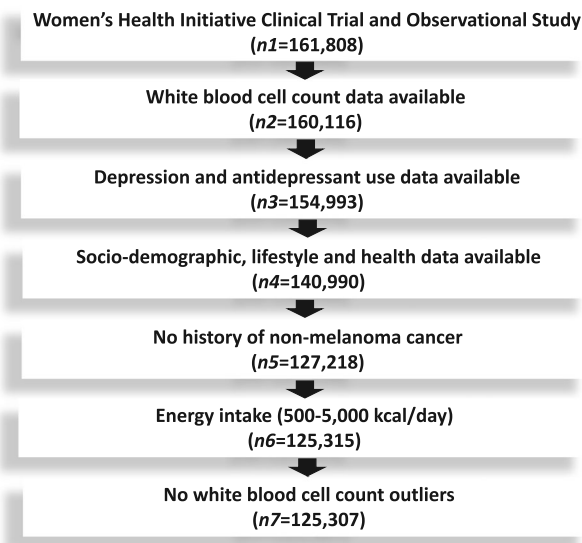 Women’s Health Initiative Clinical Trial and Observational Study
(n1=161,808)
White blood cell count data available
(n2=160,116)
Depression and antidepressant use data available
(n3=154,993)
Socio-demographic, lifestyle and health data available
(n4=140,990)
No history of non-melanoma cancer
(n5=127,218)
Energy intake (500-5,000 kcal/day)
(n6=125,315)
No white blood cell count outliers
(n7=125,307)